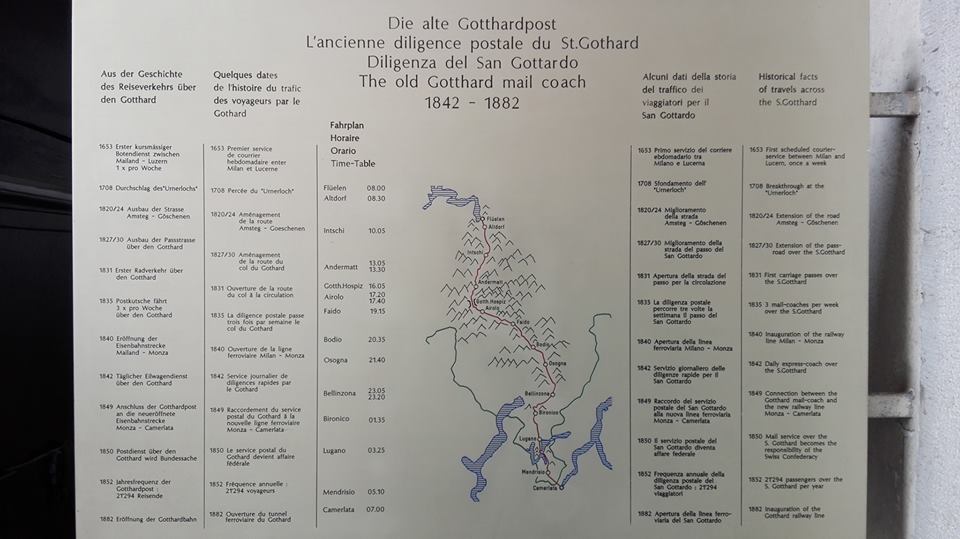 Die alte Gotthardpost
L'ancienne diligence postale du St.Gothard
Diligenza del San Gottardo
The old Gotthard mail coach
1842 - 1882
Aus der Geschichte
des Reiseverkehrs über
den Gotthard
1653 Erster kursmässiger
Botendienst zwischen
Mailand - Luzern
1 x pro Woche
1708 Durchschlag des "Urnerlochs"
1820/24 Ausbau der Strasse
Amsteg - Göschenen
1827/30 Ausbau der Passstrasse
über den Gotthard
1831 Erster Radverkehr über
den Gotthard
1835 Postkutsche fährt
3 x pro Woche
über den Gotthard
1840 Eröffnung der
Eisenbahnstrecke
Mailand - Monza
1842 Täglicher Eilwagendienst
über den Gotthard
1849 Anschluss der Gotthardpost
an die neueröffnete
Eisenbahnstrecke
Monza - Camerlata
1850 Postdienst über den
Gotthard wird Bundessache
1852 Jahresfrequenz der
Gotthardpost :
27'294 Reisende
1882 Eröffnung der Gotthardbahn
Quelques dates
de l'histoire du trafic
des voyageurs par le
Gothard
1653 Premier service
de courrier
hebdomadaire entre
Milan et Lucerne
1708 Percée du "Urnerloch"
1820/24 Aménagement
de la route
Amsteg - Goeschenen
1827/30 Aménagement
de la route du
col du Gothard
1831 Ouverture de la route
du col à la circulation
1835 La diligence postale passe
trois fois par semaine le
col du Gothard
1840 Ouverture de la ligne
ferroviaire Milan - Monza
1842 Service journalier de
diligences rapides par
le Gothard
1849 Raccordement du service
postal du Gothard à la
nouvelle ligne ferroviaire
Monza - Camerlata
1850 Le service postal du
Gothard devient affaire
fédérale
1852 Fréquence annuelle :
27'294 voyageurs
1882 Ouverture du tunnel
ferroviaire du Gothard
Fahrplan
Horaire
Orario
Time-Table
Flüelen 08.00
Altdorf 08.30
Intschi 10.05
Andermatt 13.05
13.30
Gotth.Hospiz 16.05
Airolo 17.20
17.40
Faido 19.15
Bodio 20.35
Osogna 21.40
Bellinzona 23.05
23.20
Bironico 01.35
Lugano 03.25
Mendrisio 05.10
Camerlata 07.00
Flüelen
Altdorf
Intschi
Andermatt
Gotth.Hospiz
Airolo
Faido
Bodio
Osogna
Bellinzona
Bironico
Lugano
Mendrisio
Camerlata
Alcuni dati della storia
del traffico dei
viaggiatori per il
San Gottardo
1653 Primo servizio del corriere
ebdomadario tra
Milano e Lucerna
1708 Sfondamento dell'
"Urnerloch"
1820/24 Miglioramento
della strada
Amsteg - Göschenen
1827/30 Miglioramento della
strada del passo del
San Gottardo
1831 Apertura della strada del
passo per la circolazione
1835 La diligenza postale
percorre tre volte la
settimana il passo del
San Gottardo
1840 Apertura della linea
ferroviaria Milano - Monza
1842 Servizio giornaliero delle
diligenze rapide per il
San Gottardo
1849 Raccordo del servizio
postale del San Gottardo
alla nuova linea ferroviaria
Monza - Camerlata
1850 Il servizio postale del
San Gottardo diventa
affare federale
1852 Frequenza annuale della
diligenza postale del
San Gottardo : 27'294
viaggiatori
1882 Apertura della linea ferro-
viaria del San Gottardo
Historical facts
of travels across
the S.Gotthard
1653 First scheduled courier-
service between Milan and
Lucern, once a week
1708 Breakthrough at the
"Urnerloch"
1820/24 Extension of the road
Amsteg - Göschenen
1827/30 Extension of the pass-
road over the S.Gotthard
1831 First carriage passes over
the S.Gotthard
1835 3 mail-coaches per week
over the S.Gotthard
1840 Inauguration of the railway
line Milan - Monza
1842 Daily express-coach over
the S.Gotthard
1849 Connection between the
Gotthard mail-coach and
the new railway line
Monza - Camerlata
1850 Mail service over the
S. Gotthard becomes the
responsibility of the
Swiss Confederacy
1852 27'294 passengers over the
S. Gotthard per year
1882 Inauguration of the
Gotthard railway line